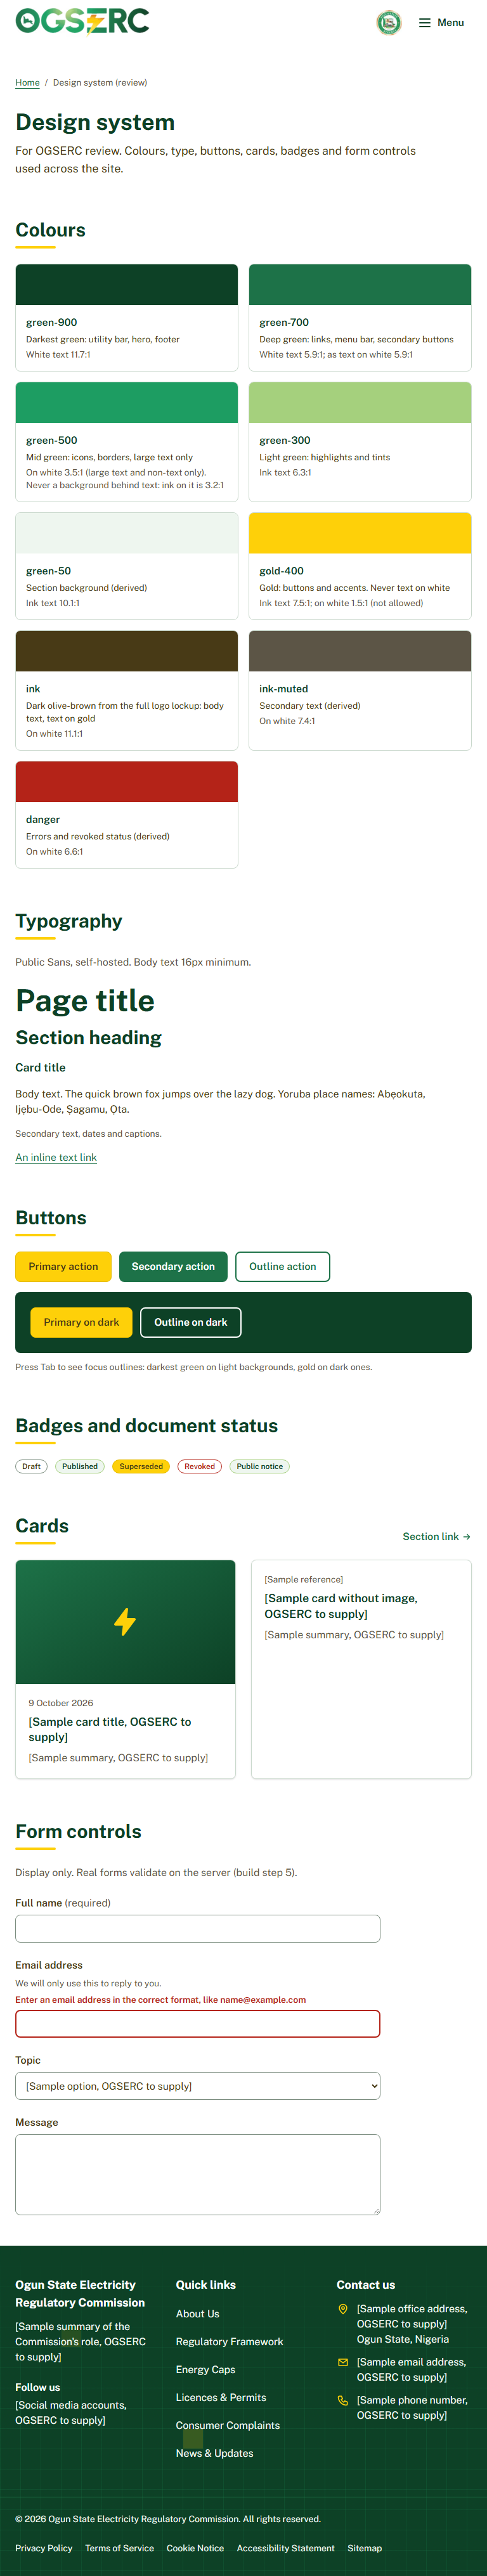 OGSERC
Menu
Home / Design system (review)
Design system
For OGSERC review. Colours, type, buttons, cards, badges and form controls
used across the site.
Colours
green-900
Darkest green: utility bar, hero, footer
White text 11.7:1
green-700
Deep green: links, menu bar, secondary buttons
White text 5.9:1; as text on white 5.9:1
green-500
Mid green: icons, borders, large text only
On white 3.5:1 (large text and non-text only).
Never a background behind text: ink on it is 3.2:1
green-300
Light green: highlights and tints
Ink text 6.3:1
green-50
Section background (derived)
Ink text 10.1:1
gold-400
Gold: buttons and accents. Never text on white
Ink text 7.5:1; on white 1.5:1 (not allowed)
ink
Dark olive-brown from the full logo lockup: body
text, text on gold
On white 11.1:1
ink-muted
Secondary text (derived)
On white 7.4:1
danger
Errors and revoked status (derived)
On white 6.6:1
Typography
Public Sans, self-hosted. Body text 16px minimum.
Page title
Section heading
Card title
Body text. The quick brown fox jumps over the lazy dog. Yoruba place names: Abẹokuta,
Ijẹbu-Ode, Ṣagamu, Ọta.
Secondary text, dates and captions.
An inline text link
Buttons
Primary action
Secondary action
Outline action
Primary on dark
Outline on dark
Press Tab to see focus outlines: darkest green on light backgrounds, gold on dark ones.
Badges and document status
Draft
Published
Superseded
Revoked
Public notice
Cards
Section link →
9 October 2026
[Sample card title, OGSERC to
supply]
[Sample summary, OGSERC to supply]
[Sample reference]
[Sample card without image,
OGSERC to supply]
[Sample summary, OGSERC to supply]
Form controls
Display only. Real forms validate on the server (build step 5).
Full name (required)
Email address
We will only use this to reply to you.
Enter an email address in the correct format, like name@example.com
Topic
[Sample option, OGSERC to supply]
Message
Ogun State Electricity
Regulatory Commission
[Sample summary of the
Commission's role, OGSERC
to supply]
Follow us
[Social media accounts,
OGSERC to supply]
Quick links
About Us
Regulatory Framework
Energy Caps
Licences & Permits
Consumer Complaints
News & Updates
Contact us
[Sample office address,
OGSERC to supply]
Ogun State, Nigeria
[Sample email address,
OGSERC to supply]
[Sample phone number,
OGSERC to supply]
© 2026 Ogun State Electricity Regulatory Commission. All rights reserved.
Privacy Policy
Terms of Service
Cookie Notice
Accessibility Statement
Sitemap